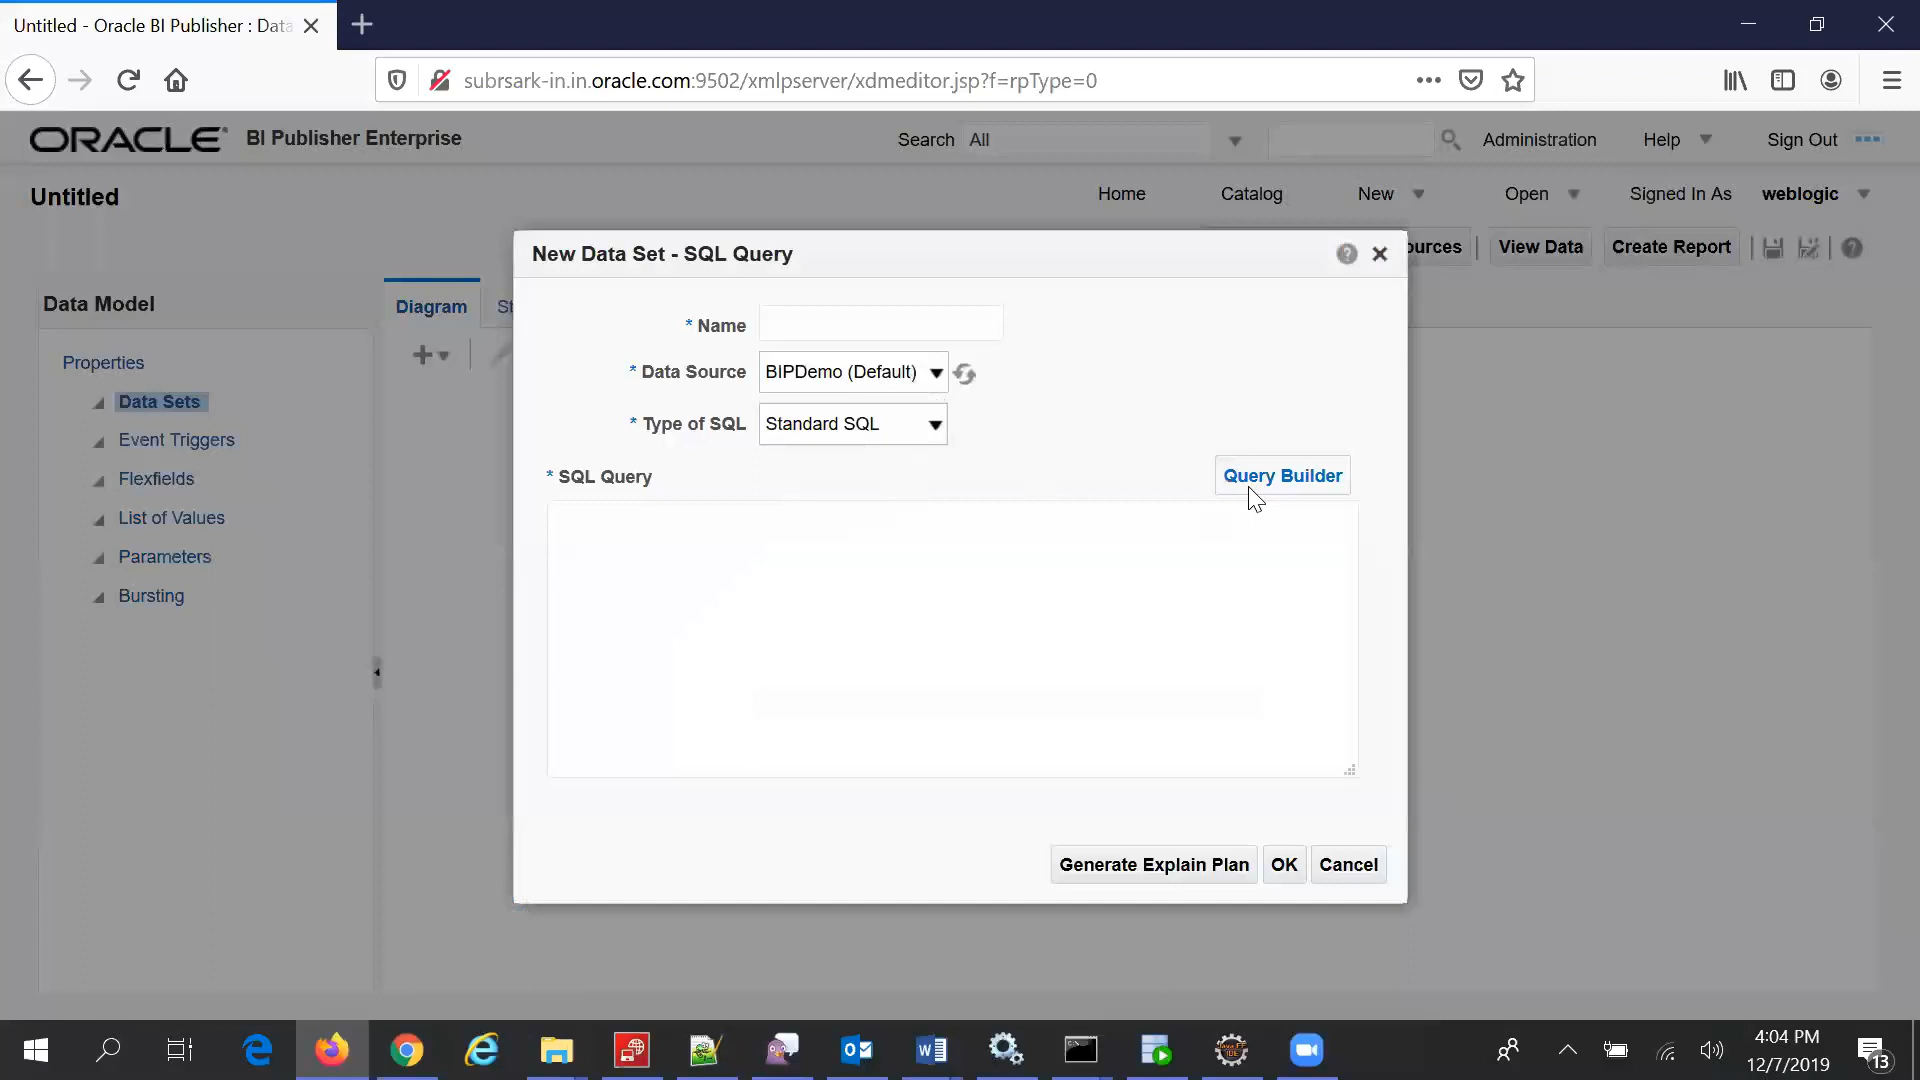 Untitled - Oracle BI Publisher : Data
subrsark-in.in.oracle.com:9502/xmlpserver/xdmeditor.jsp?f=rpType=0
ORACLE BI Publisher Enterprise
Search All
Administration
Help
Sign Out
Untitled
Home
Catalog
New
Open
Signed In As weblogic
New Data Set - SQL Query
ources
View Data
Create Report
Data Model
Diagram
St
Properties
Data Sets
Event Triggers
Flexfields
List of Values
Parameters
Bursting
* Name
* Data Source BIPDemo (Default)
* Type of SQL Standard SQL
* SQL Query
Query Builder
Generate Explain Plan
OK
Cancel
4:04 PM
12/7/2019
13